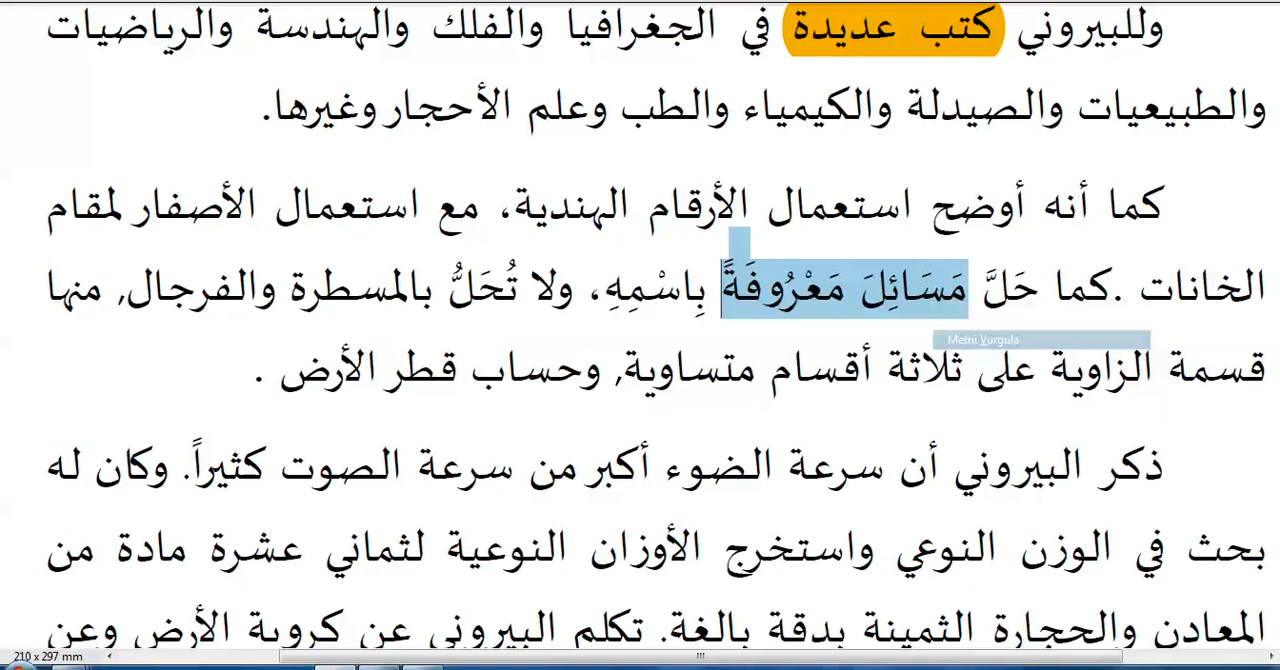 وللبيروني كتب عديدة في الجغرافيا والفلك والهندسة والرياضيات
والطبيعيات والصيدلة والكيمياء والطب وعلم الأحجار وغيرها.
كما أنه أوضح استعمال الأرقام الهندية، مع استعمال الأصفار لمقام
الخانات .كما حَلَّ مَسَائِلَ مَعْرُوفَةً بِاسْمِهِ، ولا تُحَلُّ بالمسطرة والفرجال, منها
Metni Vurgula
قسمة الزاوية على ثلاثة أقسام متساوية, وحساب قطر الأرض .
ذكر البيروني أن سرعة الضوء أكبر من سرعة الصوت كثيراً. وكان له
بحث في الوزن النوعي واستخرج الأوزان النوعية لثماني عشرة مادة من
المعادن والحجارة الثمينة بدقة بالغة. تكلم البيروني عن كروية الأرض وعن
210 x 297 mm